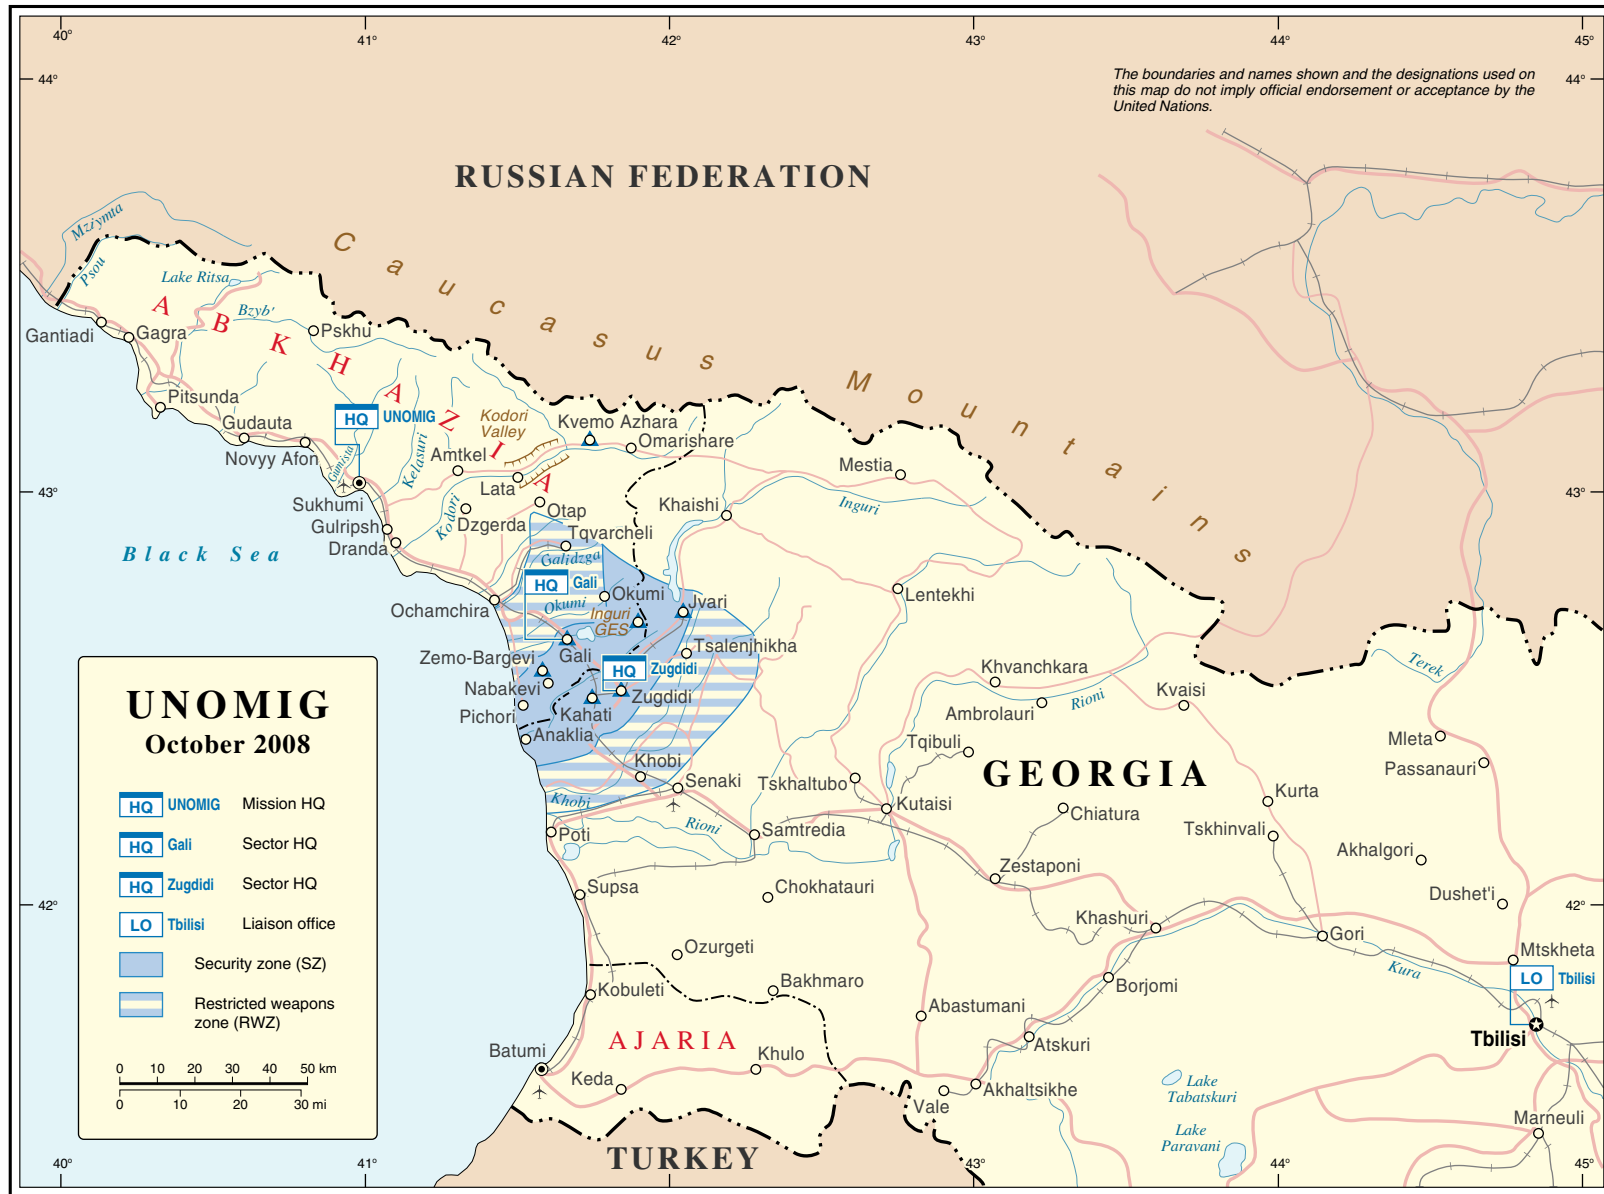 40°
41°
42°
43°
44°
45°
44°
44°
The boundaries and names shown and the designations used on
this map do not imply official endorsement or acceptance by the
United Nations.
RUSSIAN FEDERATION
Caucasus Mountains
Mziymta
Psou
Lake Ritsa
Bzyb'
ABKHAZIA
Gantiadi
Gagra
Pskhu
Pitsunda
Gudauta
Novyy Afon
HQ UNOMIG
Gumista
Kelasuri
Kodori
Valley
Kvemo Azhara
Omarishare
Amtkel
Lata
Mestia
43°
43°
Sukhumi
Gulripsh
Dranda
Kodori
Dzgerda
Otap
Khaishi
Inguri
Black Sea
Tqvarcheli
Galidzga
HQ Gali
Okumi
Okumi
Jvari
Lentekhi
Ochamchira
Inguri
GES
Tsalenjhikha
Zemo-Bargevi
Gali
HQ Zugdidi
Khvanchkara
Terek
Nabakevi
Zugdidi
Rioni
Kvaisi
Pichori
Kahati
Ambrolauri
Anaklia
Tqibuli
Mleta
Passanauri
Khobi
Senaki
Tskhaltubo
GEORGIA
Kurta
Khobi
Kutaisi
Chiatura
Poti
Rioni
Samtredia
Tskhinvali
Akhalgori
Zestaponi
Supsa
Chokhatauri
Dushet'i
42°
42°
Khashuri
Gori
Ozurgeti
Mtskheta
Kura
LO Tbilisi
Kobuleti
Bakhmaro
Borjomi
Abastumani
Tbilisi
AJARIA
Atskuri
Batumi
Khulo
Keda
Akhaltsikhe
Vale
Lake
Tabatskuri
Lake
Paravani
Marneuli
TURKEY
UNOMIG
October 2008
HQ UNOMIG Mission HQ
HQ Gali Sector HQ
HQ Zugdidi Sector HQ
LO Tbilisi Liaison office
Security zone (SZ)
Restricted weapons
zone (RWZ)
0 10 20 30 40 50 km
0 10 20 30 mi
40°
41°
43°
44°
45°